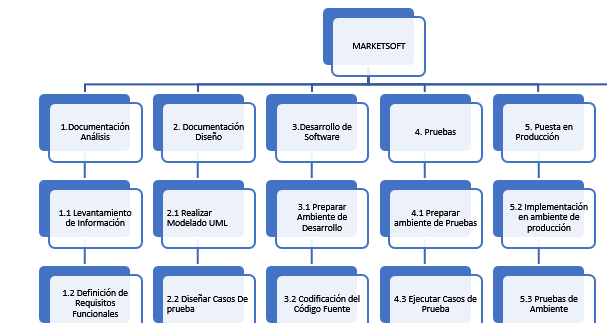 MARKETSOFT
1.Documentación
Análisis
2. Documentación
Diseño
3.Desarrollo de
Software
4. Pruebas
5. Puesta en
Producción
1.1 Levantamiento
de Información
2.1 Realizar
Modelado UML
3.1 Preparar
Ambiente de
Desarrollo
4.1 Preparar
ambiente de Pruebas
5.2 Implementación
en ambiente de
producción
1.2 Definición de
Requisitos
Funcionales
2.2 Diseñar Casos De
prueba
3.2 Codificación del
Código Fuente
4.3 Ejecutar Casos de
Prueba
5.3 Pruebas de
Ambiente